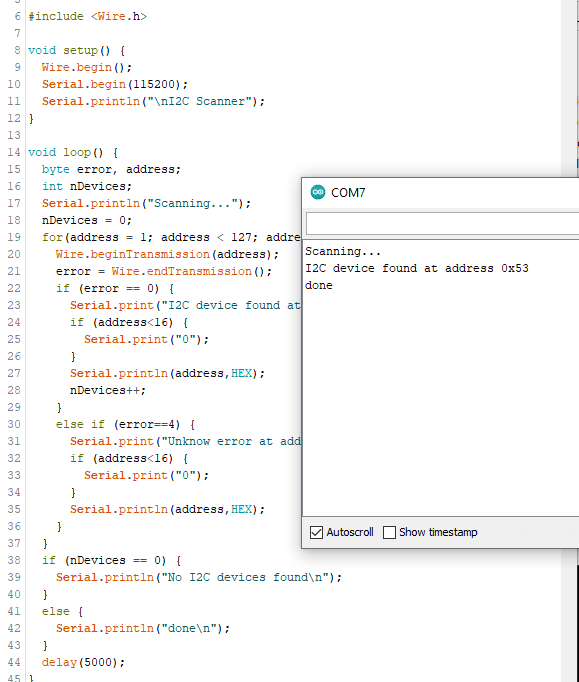 6 #include <Wire.h>
7
8 void setup() {
9 Wire.begin();
10 Serial.begin(115200);
11 Serial.println("\nI2C Scanner");
12 }
13
14 void loop() {
15 byte error, address;
16 int nDevices;
17 Serial.println("Scanning...");
18 nDevices = 0;
19 for(address = 1; address < 127; addre
20 Wire.beginTransmission(address);
21 error = Wire.endTransmission();
22 if (error == 0) {
23 Serial.print("I2C device found at
24 if (address<16) {
25 Serial.print("0");
26 }
27 Serial.println(address,HEX);
28 nDevices++;
29 }
30 else if (error==4) {
31 Serial.print("Unknow error at add
32 if (address<16) {
33 Serial.print("0");
34 }
35 Serial.println(address,HEX);
36 }
37 }
38 if (nDevices == 0) {
39 Serial.println("No I2C devices found\n");
40 }
41 else {
42 Serial.println("done\n");
43 }
44 delay(5000);
45 }
COM7
Scanning...
I2C device found at address 0x53
done
Autoscroll
Show timestamp